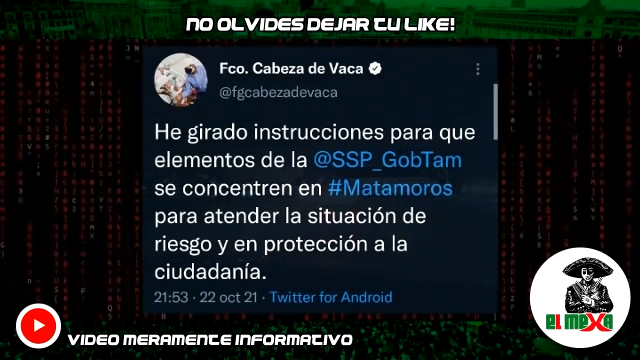 NO OLVIDES DEJAR TU LIKE!
Fco. Cabeza de Vaca
@fgcabezadevaca
He girado instrucciones para que
elementos de la @SSP_GobTam
se concentren en #Matamoros
para atender la situación de
riesgo y en protección a la
ciudadanía.
21:53 · 22 oct 21 · Twitter for Android
EL MEXA
VIDEO MERAMENTE INFORMATIVO